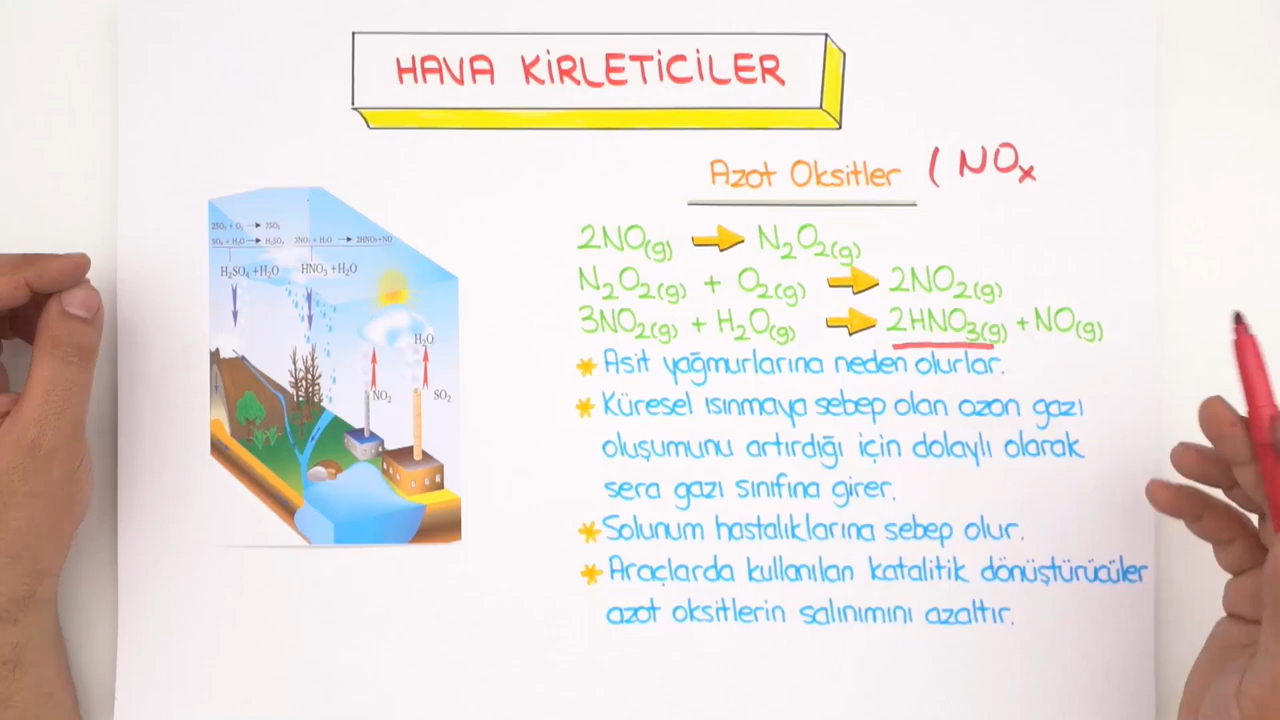 HAVA KİRLETİCİLER
Azot Oksitler ( NOx
2NO(g) → N2O2(g)
N2O2(g) + O2(g) → 2NO2(g)
3NO2(g) + H2O(g) → 2HNO3(g) + NO(g)
* Asit yağmurlarına neden olurlar.
* Küresel ısınmaya sebep olan ozon gazı
oluşumunu artırdığı için dolaylı olarak
sera gazı sınıfına girer.
* Solunum hastalıklarına sebep olur.
* Araçlarda kullanılan katalitik dönüştürücüler
azot oksitlerin salınımını azaltır.
H2SO4 +H2O
HNO3 +H2O
H2O
NO2
SO2